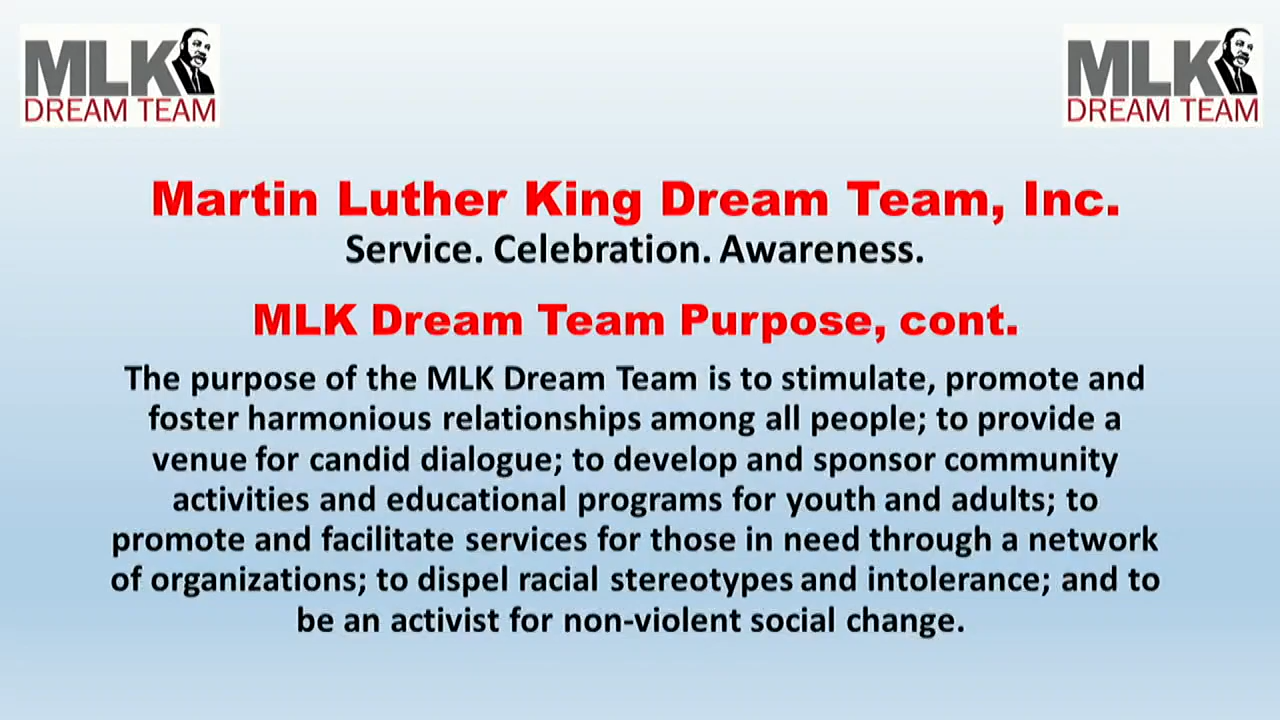 MLK
DREAM TEAM
MLK
DREAM TEAM
Martin Luther King Dream Team, Inc.
Service. Celebration. Awareness.
MLK Dream Team Purpose, cont.
The purpose of the MLK Dream Team is to stimulate, promote and
foster harmonious relationships among all people; to provide a
venue for candid dialogue; to develop and sponsor community
activities and educational programs for youth and adults; to
promote and facilitate services for those in need through a network
of organizations; to dispel racial stereotypes and intolerance; and to
be an activist for non-violent social change.